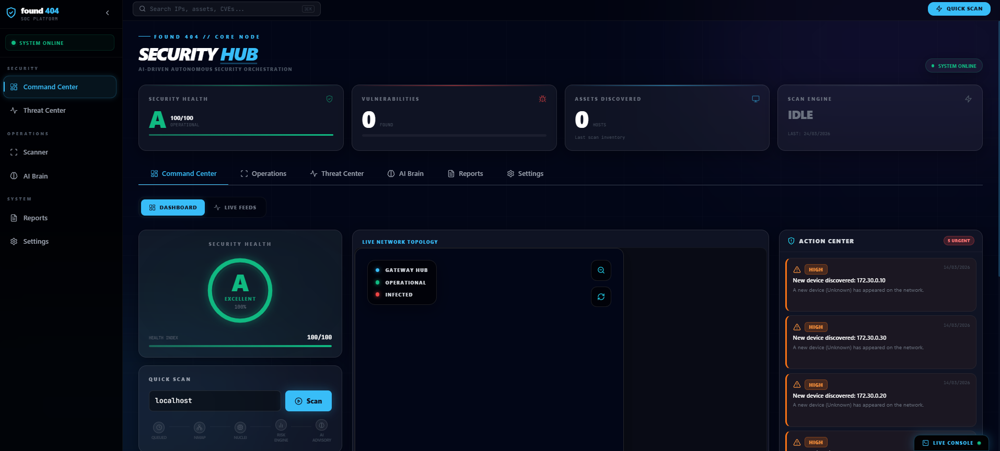 found 404
SOC PLATFORM
Search IPs, assets, CVEs...
⌘K
QUICK SCAN
SYSTEM ONLINE
SECURITY
Command Center
Threat Center
OPERATIONS
Scanner
AI Brain
SYSTEM
Reports
Settings
FOUND 404 // CORE NODE
SECURITY HUB
AI-DRIVEN AUTONOMOUS SECURITY ORCHESTRATION
SYSTEM ONLINE
SECURITY HEALTH
A
100/100
OPERATIONAL
VULNERABILITIES
0
FOUND
ASSETS DISCOVERED
0
HOSTS
Last scan inventory
SCAN ENGINE
IDLE
LAST: 24/03/2026
Command Center
Operations
Threat Center
AI Brain
Reports
Settings
DASHBOARD
LIVE FEEDS
SECURITY HEALTH
A
EXCELLENT
100%
HEALTH INDEX
100/100
QUICK SCAN
localhost
Scan
QUEUED
NMAP
NUCLEI
RISK
ENGINE
AI
ADVISORY
LIVE NETWORK TOPOLOGY
GATEWAY HUB
OPERATIONAL
INFECTED
ACTION CENTER
5 URGENT
HIGH
14/03/2026
New device discovered: 172.30.0.10
A new device (Unknown) has appeared on the network.
HIGH
14/03/2026
New device discovered: 172.30.0.30
A new device (Unknown) has appeared on the network.
HIGH
14/03/2026
New device discovered: 172.30.0.20
A new device (Unknown) has appeared on the network.
HIGH
LIVE CONSOLE